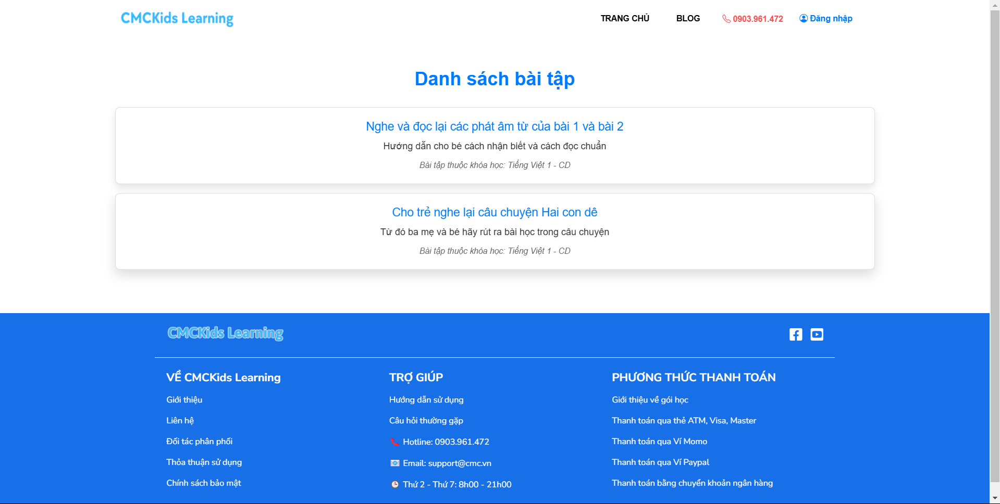 CMCKids Learning
TRANG CHỦ
BLOG
0903.961.472
Đăng nhập
Danh sách bài tập
Nghe và đọc lại các phát âm từ của bài 1 và bài 2
Hướng dẫn cho bé cách nhận biết và cách đọc chuẩn
Bài tập thuộc khóa học: Tiếng Việt 1 - CD
Cho trẻ nghe lại câu chuyện Hai con dê
Từ đó ba mẹ và bé hãy rút ra bài học trong câu chuyện
Bài tập thuộc khóa học: Tiếng Việt 1 - CD
CMCKids Learning
VỀ CMCKids Learning
Giới thiệu
Liên hệ
Đối tác phân phối
Thỏa thuận sử dụng
Chính sách bảo mật
TRỢ GIÚP
Hướng dẫn sử dụng
Câu hỏi thường gặp
Hotline: 0903.961.472
Email: support@cmc.vn
Thứ 2 - Thứ 7: 8h00 - 21h00
PHƯƠNG THỨC THANH TOÁN
Giới thiệu về gói học
Thanh toán qua thẻ ATM, Visa, Master
Thanh toán qua Ví Momo
Thanh toán qua Ví Paypal
Thanh toán bằng chuyển khoản ngân hàng